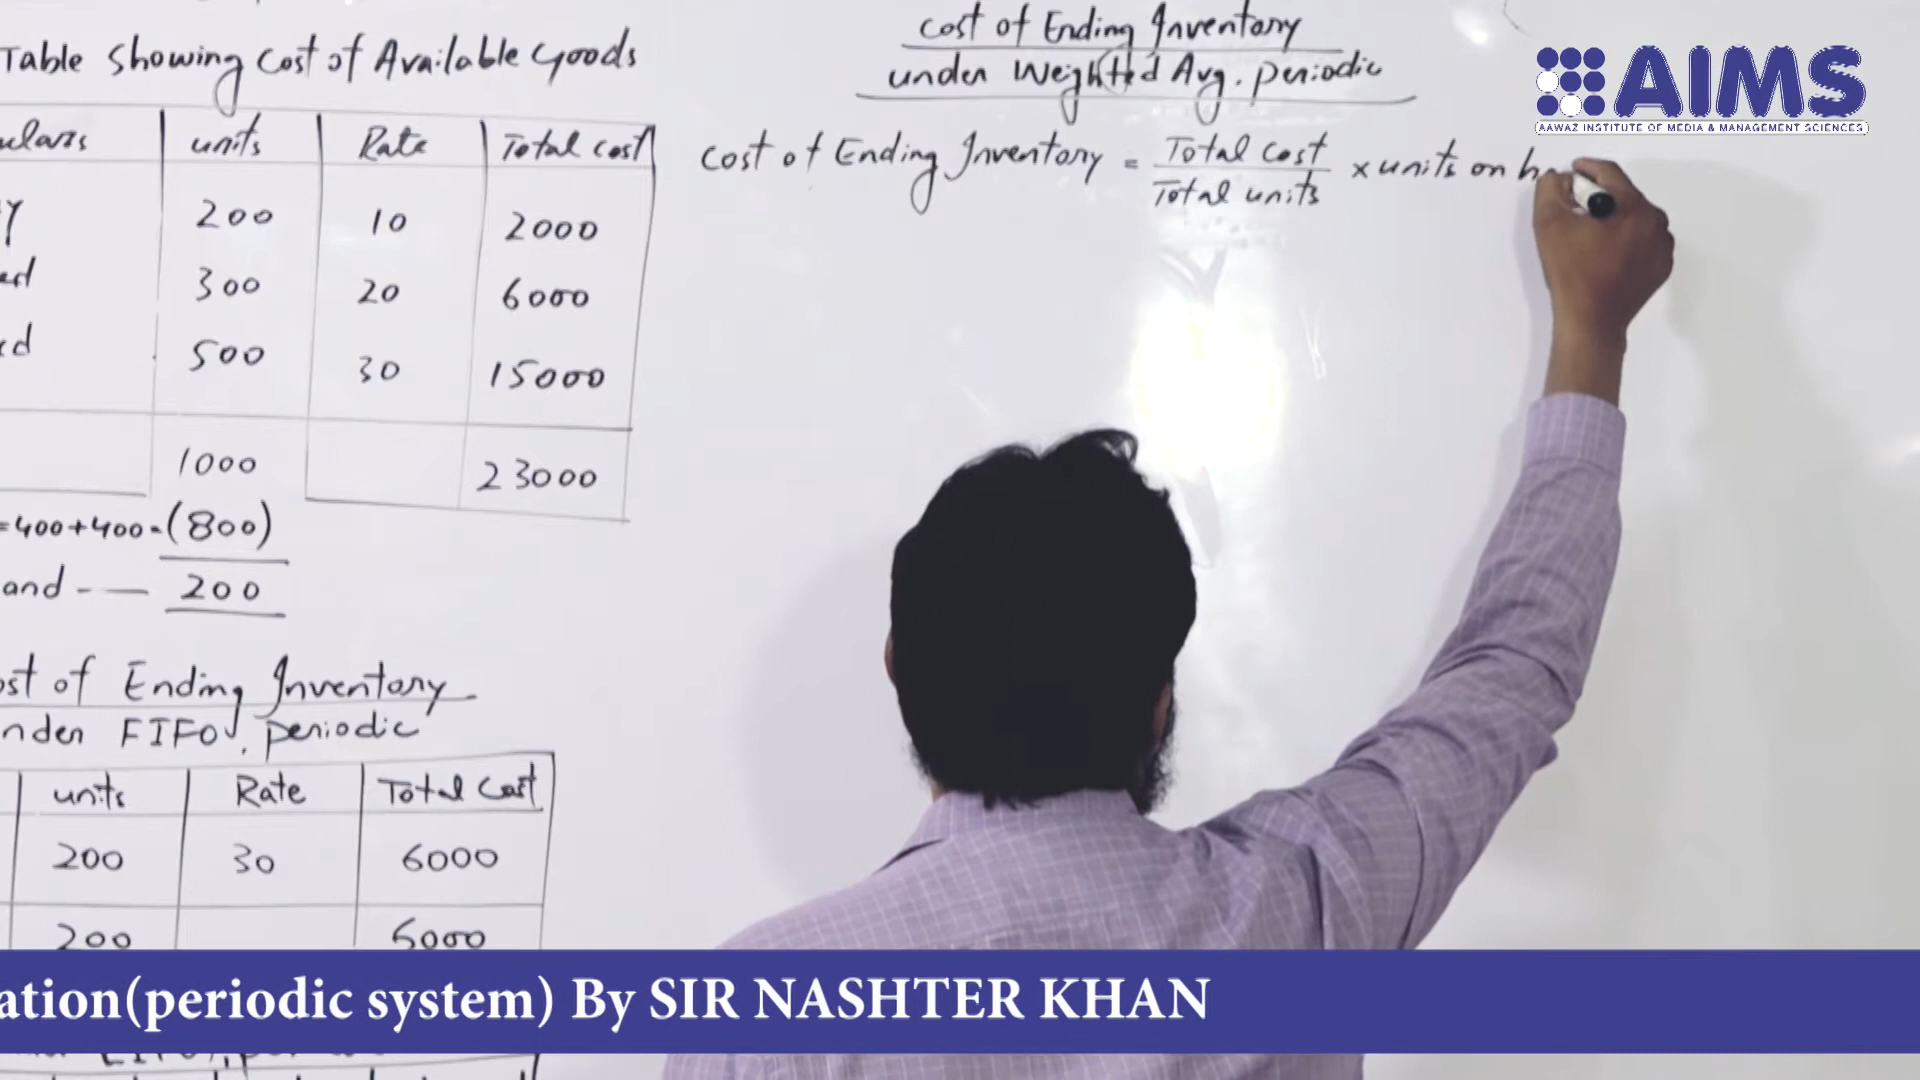 Table Showing Cost of Available Goods
units Rate Total cost
200 10 2000
300 20 6000
500 30 15000
1000 23000
=400+400=(800)
and -- — 200
Cost of Ending Inventory
under FIFO, periodic
units Rate Total Cost
200 30 6000
200 6000
Cost of Ending Inventory
under Weighted Avg. periodic
Cost of Ending Inventory = Total cost / Total units × units on
AIMS
AAWAZ INSTITUTE OF MEDIA & MANAGEMENT SCIENCES
ation(periodic system) By SIR NASHTER KHAN